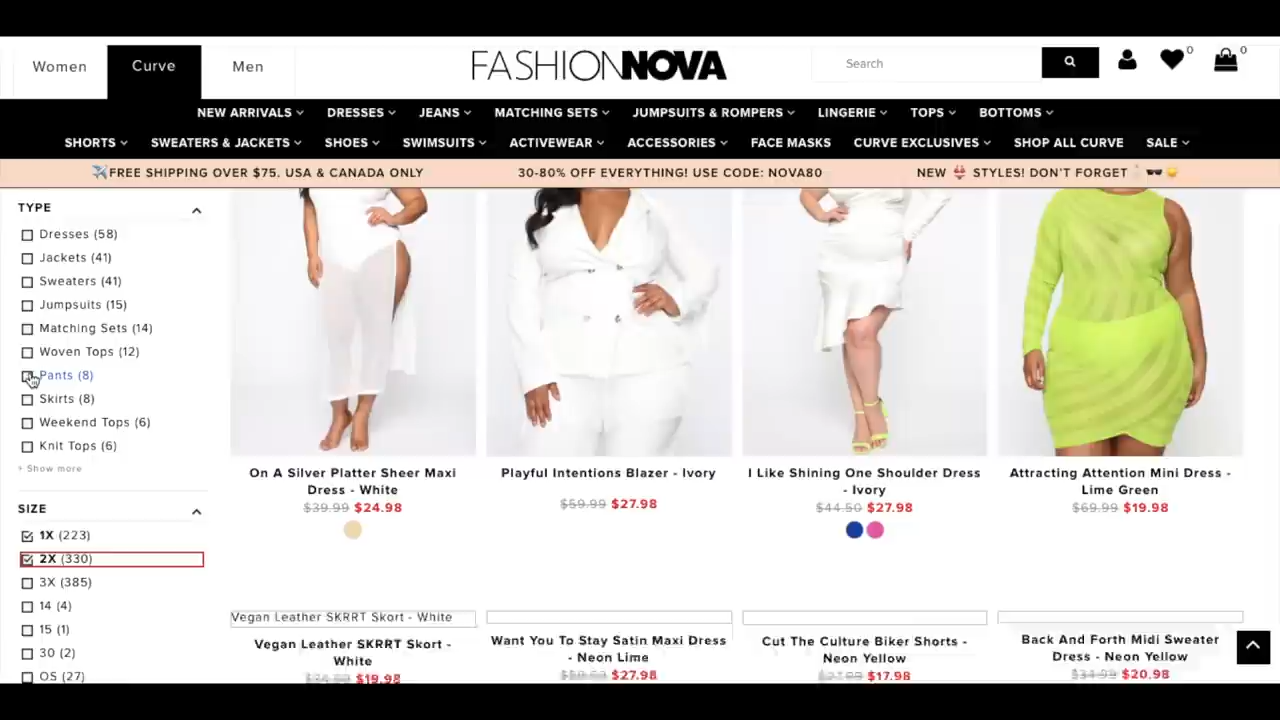 Women
Curve
Men
FASHIONNOVA
Search
0
0
NEW ARRIVALS
DRESSES
JEANS
MATCHING SETS
JUMPSUITS & ROMPERS
LINGERIE
TOPS
BOTTOMS
SHORTS
SWEATERS & JACKETS
SHOES
SWIMSUITS
ACTIVEWEAR
ACCESSORIES
FACE MASKS
CURVE EXCLUSIVES
SHOP ALL CURVE
SALE
FREE SHIPPING OVER $75. USA & CANADA ONLY
30-80% OFF EVERYTHING! USE CODE: NOVA80
NEW 👙 STYLES! DON'T FORGET
TYPE
Dresses (58)
Jackets (41)
Sweaters (41)
Jumpsuits (15)
Matching Sets (14)
Woven Tops (12)
Pants (8)
Skirts (8)
Weekend Tops (6)
Knit Tops (6)
+ Show more
SIZE
1X (223)
2X (330)
3X (385)
14 (4)
15 (1)
30 (2)
OS (27)
On A Silver Platter Sheer Maxi
Dress - White
$39.99 $24.98
Playful Intentions Blazer - Ivory
$59.99 $27.98
I Like Shining One Shoulder Dress
- Ivory
$44.50 $27.98
Attracting Attention Mini Dress -
Lime Green
$69.99 $19.98
Vegan Leather SKRRT Skort - White
Vegan Leather SKRRT Skort -
White
$19.98
Want You To Stay Satin Maxi Dress
- Neon Lime
$27.98
Cut The Culture Biker Shorts -
Neon Yellow
$17.98
Back And Forth Midi Sweater
Dress - Neon Yellow
$34.99 $20.98